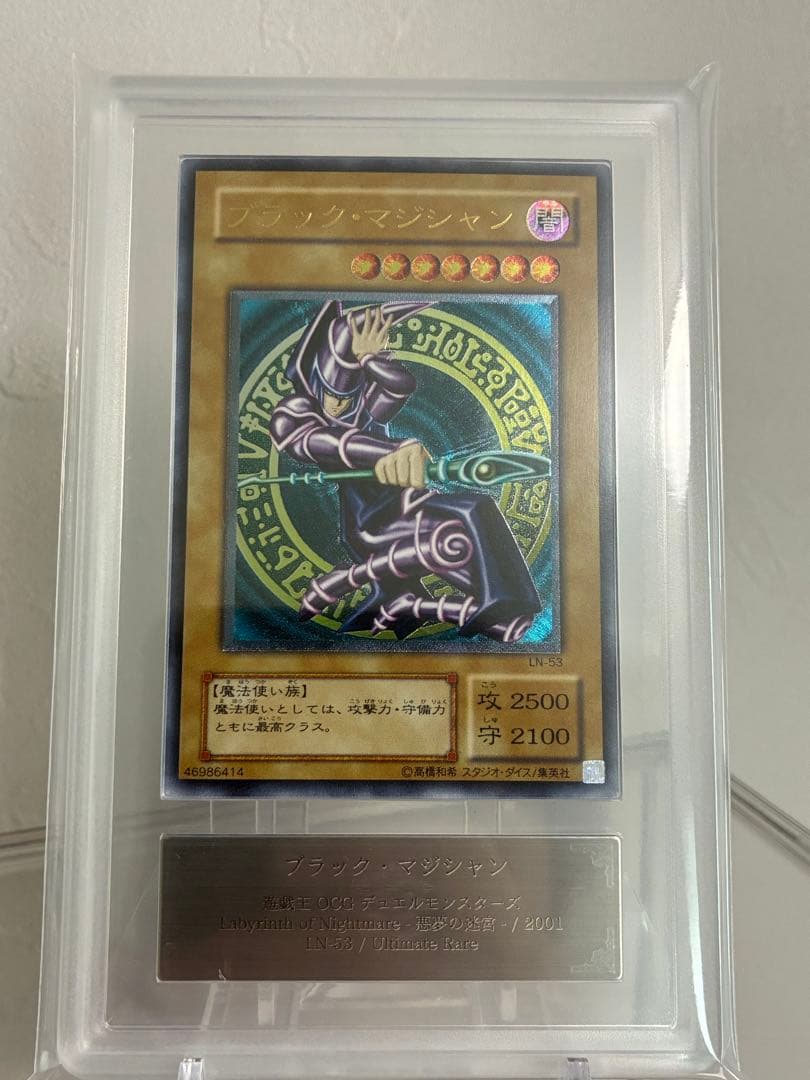 ブラック・マジシャン
闇
LN-53
【魔法使い族】
魔法使いとしては、攻撃力・守備力
ともに最高クラス。
攻 2500
守 2100
46986414
©高橋和希 スタジオ・ダイス/集英社
ブラック・マジシャン
遊戯王 OCG デュエルモンスターズ
Labyrinth of Nightmare - 悪夢の迷宮 - / 2001
LN-53 / Ultimate Rare